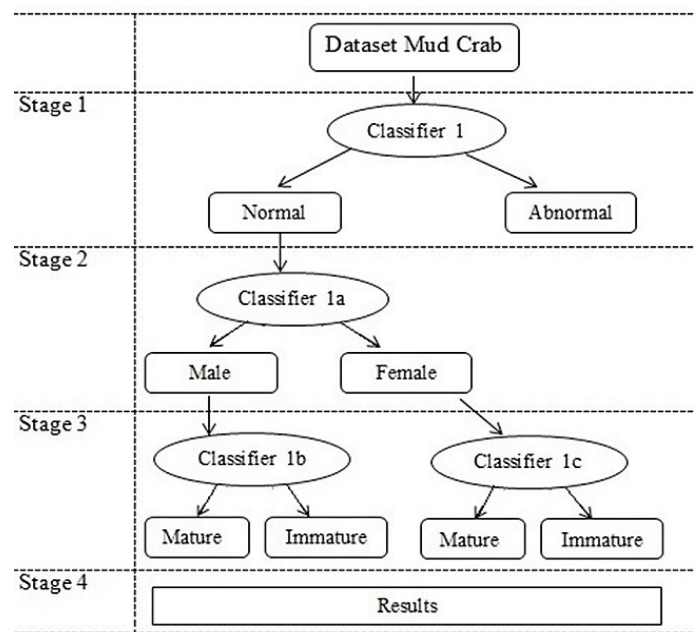 Dataset Mud Crab
Stage 1
Classifier 1
Normal
Abnormal
Stage 2
Classifier 1a
Male
Female
Stage 3
Classifier 1b
Classifier 1c
Mature
Immature
Mature
Immature
Stage 4
Results